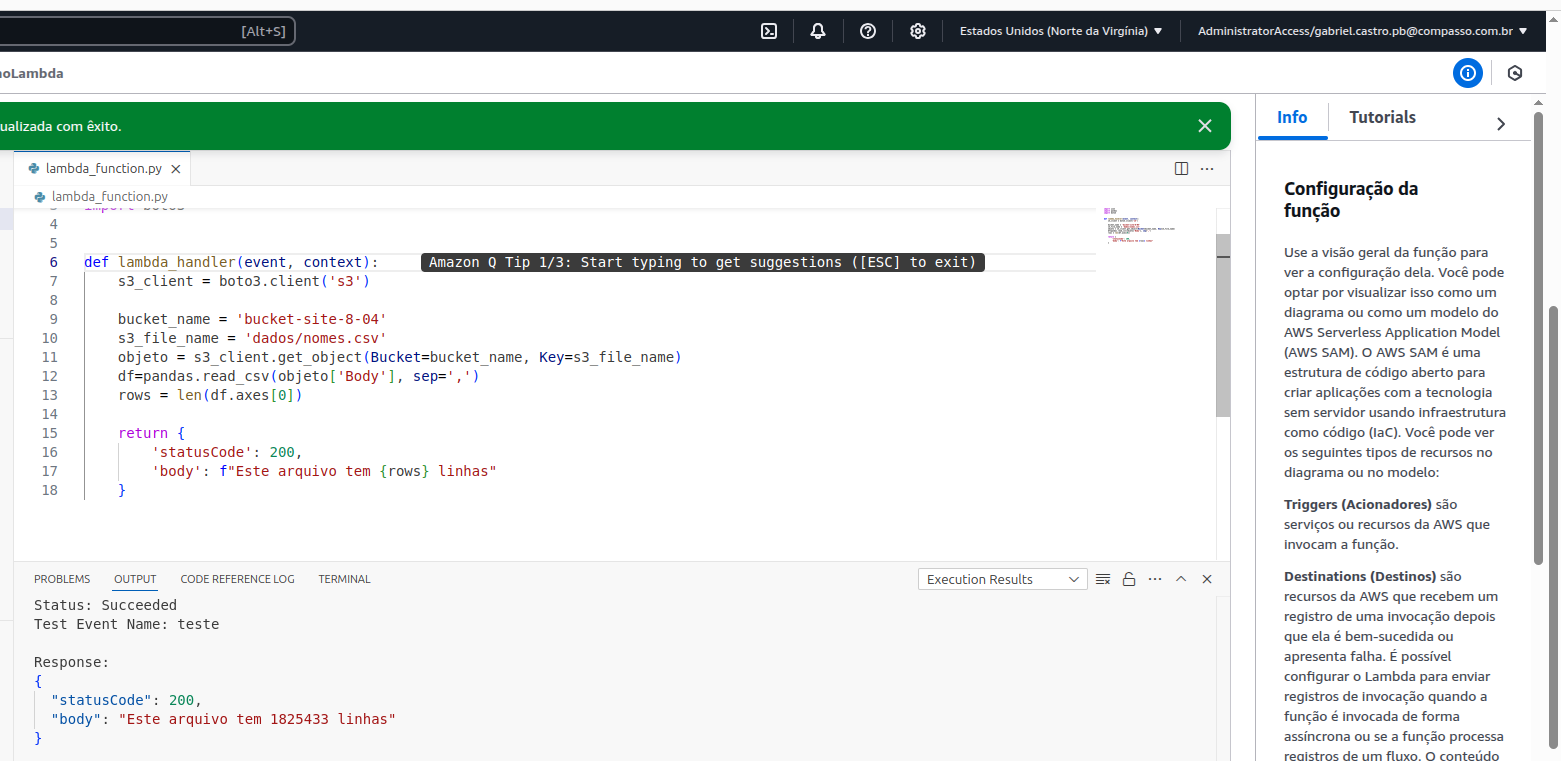 [Alt+S]
Estados Unidos (Norte da Virgínia) ▼
AdministratorAccess/gabriel.castro.pb@compasso.com.br ▼
noLambda
ualizada com êxito.
lambda_function.py
lambda_function.py
3 import boto3
4
5
6 def lambda_handler(event, context):
Amazon Q Tip 1/3: Start typing to get suggestions ([ESC] to exit)
7 s3_client = boto3.client('s3')
8
9 bucket_name = 'bucket-site-8-04'
10 s3_file_name = 'dados/nomes.csv'
11 objeto = s3_client.get_object(Bucket=bucket_name, Key=s3_file_name)
12 df=pandas.read_csv(objeto['Body'], sep=',')
13 rows = len(df.axes[0])
14
15 return {
16 'statusCode': 200,
17 'body': f"Este arquivo tem {rows} linhas"
18 }
PROBLEMS
OUTPUT
CODE REFERENCE LOG
TERMINAL
Execution Results
Status: Succeeded
Test Event Name: teste
Response:
{
"statusCode": 200,
"body": "Este arquivo tem 1825433 linhas"
}
Info
Tutorials
Configuração da
função
Use a visão geral da função para
ver a configuração dela. Você pode
optar por visualizar isso como um
diagrama ou como um modelo do
AWS Serverless Application Model
(AWS SAM). O AWS SAM é uma
estrutura de código aberto para
criar aplicações com a tecnologia
sem servidor usando infraestrutura
como código (IaC). Você pode ver
os seguintes tipos de recursos no
diagrama ou no modelo:
Triggers (Acionadores) são
serviços ou recursos da AWS que
invocam a função.
Destinations (Destinos) são
recursos da AWS que recebem um
registro de uma invocação depois
que ela é bem-sucedida ou
apresenta falha. É possível
configurar o Lambda para enviar
registros de invocação quando a
função é invocada de forma
assíncrona ou se a função processa
registros de um fluxo. O conteúdo